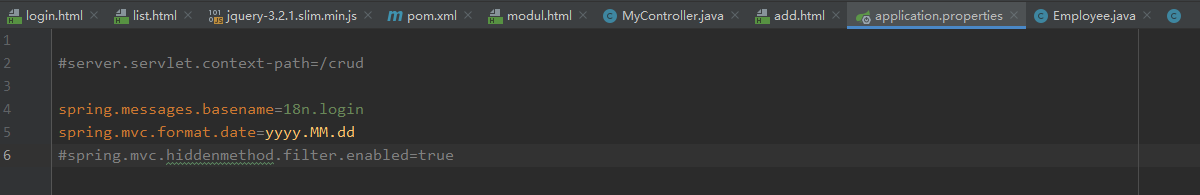 login.html list.html jquery-3.2.1.slim.min.js pom.xml modul.html MyController.java add.html application.properties Employee.java
1
2 #server.servlet.context-path=/crud
3
4 spring.messages.basename=18n.login
5 spring.mvc.format.date=yyyy.MM.dd
6 #spring.mvc.hiddenmethod.filter.enabled=true